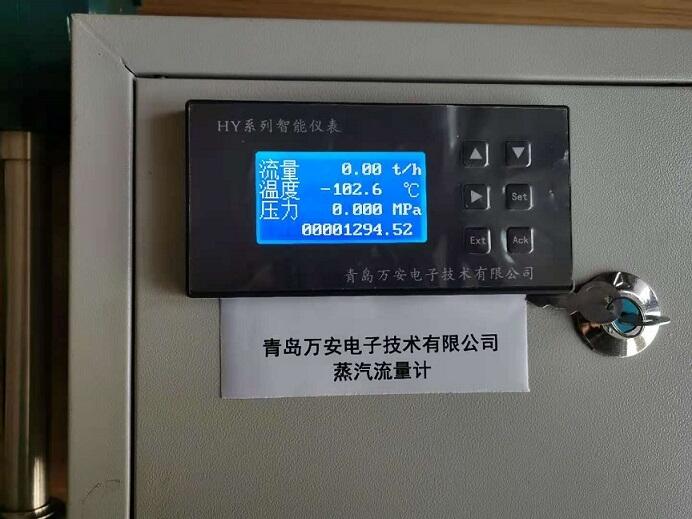 HY系列智能仪表
流量 0.00 t/h
温度 -102.6 ℃
压力 0.000 MPa
00001294.52
Set
Ext Ack
青岛万安电子技术有限公司
青岛万安电子技术有限公司
蒸汽流量计